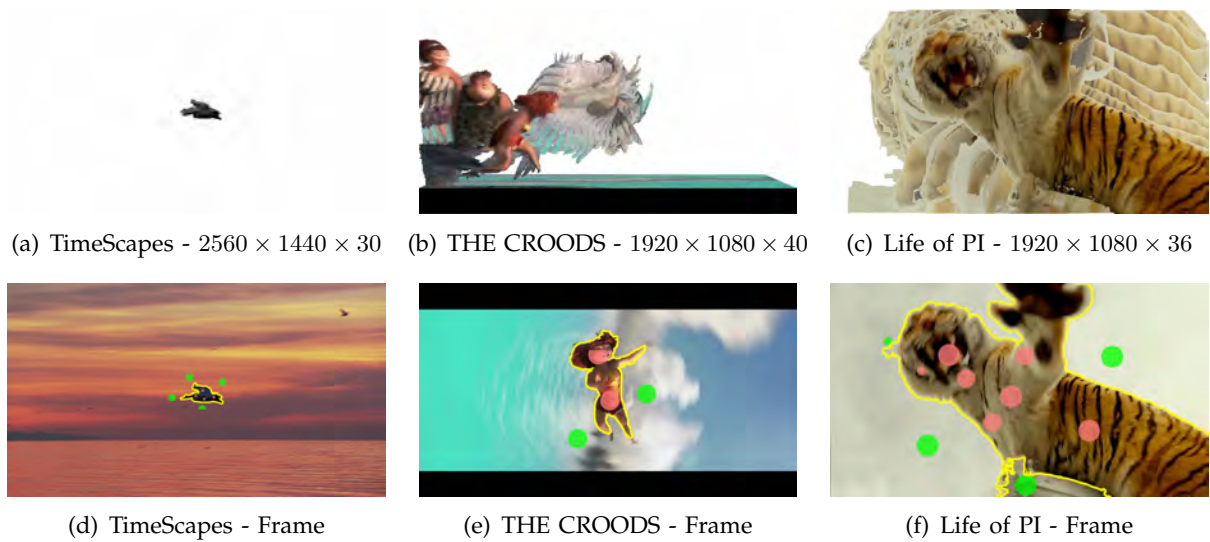 (a) TimeScapes - 2560 × 1440 × 30
(b) THE CROODS - 1920 × 1080 × 40
(c) Life of PI - 1920 × 1080 × 36
(d) TimeScapes - Frame
(e) THE CROODS - Frame
(f) Life of PI - Frame